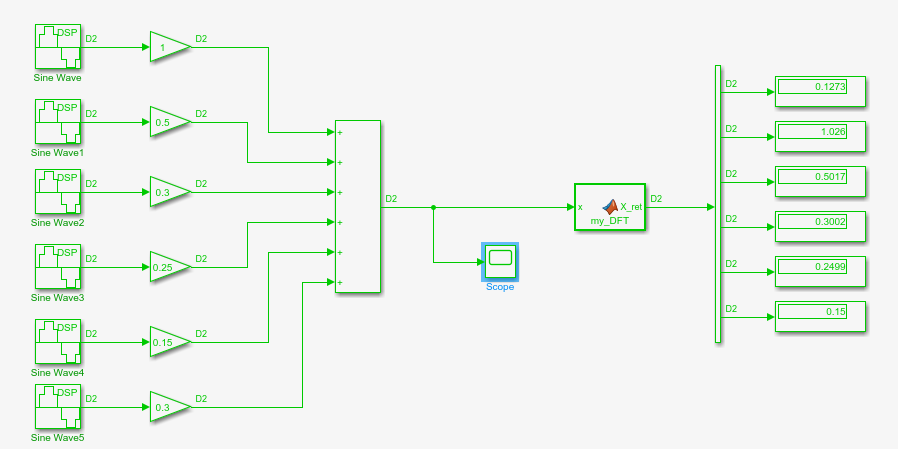 DSP D2 1 D2
Sine Wave
DSP D2 0.5 D2
Sine Wave1
DSP D2 0.3 D2
Sine Wave2
DSP D2 0.25 D2
Sine Wave3
DSP D2 0.15 D2
Sine Wave4
DSP D2 0.3 D2
Sine Wave5
+
+
+
+
+
+
D2
Scope
x X_ret
my_DFT
D2
D2 0.1273
D2 1.026
D2 0.5017
D2 0.3002
D2 0.2499
D2 0.15